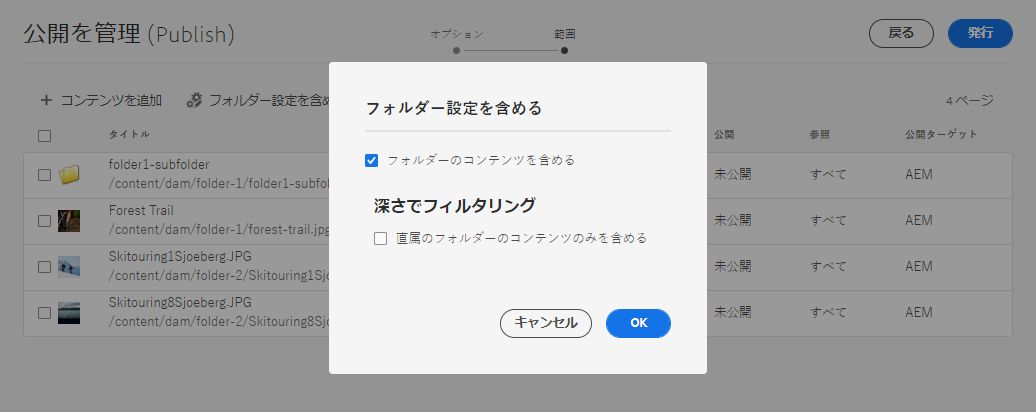 公開を管理 (Publish)
オプション
範囲
戻る
発行
コンテンツを追加
フォルダー設定を含め
4 ページ
タイトル
公開
参照
公開ターゲット
folder1-subfolder
/content/dam/folder-1/folder1-subfol
未公開
すべて
AEM
Forest Trail
/content/dam/folder-1/forest-trail.jpg
未公開
すべて
AEM
Skitouring1Sjoeberg.JPG
/content/dam/folder-2/Skitouring1Sjo
未公開
すべて
AEM
Skitouring8Sjoeberg.JPG
/content/dam/folder-2/Skitouring8Sjo
未公開
すべて
AEM
フォルダー設定を含める
フォルダーのコンテンツを含める
深さでフィルタリング
直属のフォルダーのコンテンツのみを含める
キャンセル
OK